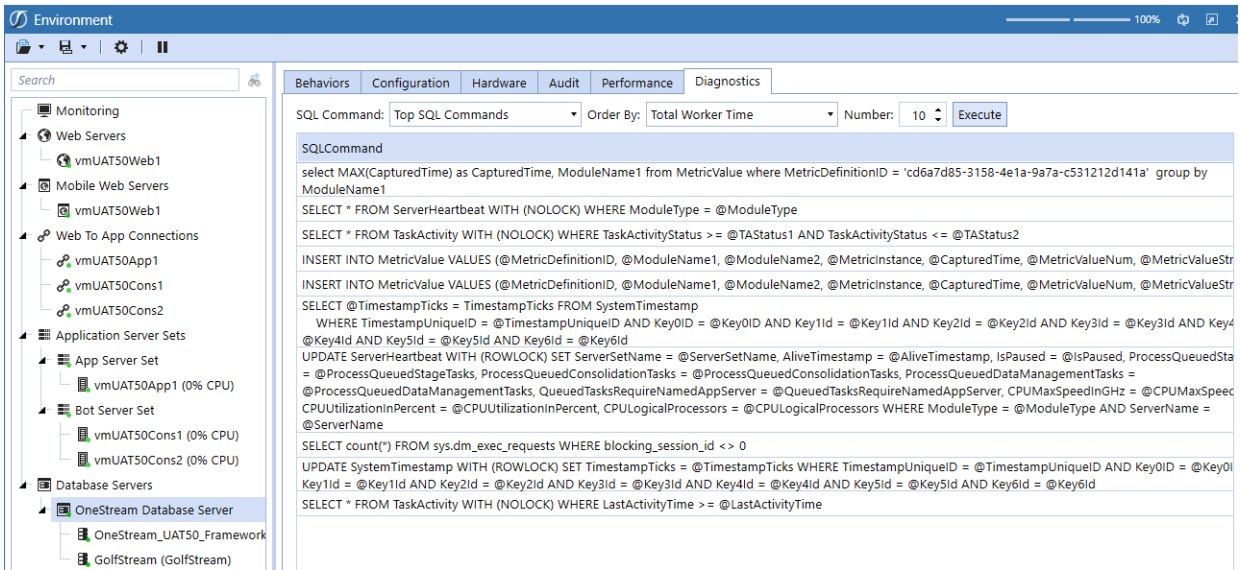 Environment
100%
Search
Monitoring
Web Servers
vmUAT50Web1
Mobile Web Servers
vmUAT50Web1
Web To App Connections
vmUAT50App1
vmUAT50Cons1
vmUAT50Cons2
Application Server Sets
App Server Set
vmUAT50App1 (0% CPU)
Bot Server Set
vmUAT50Cons1 (0% CPU)
vmUAT50Cons2 (0% CPU)
Database Servers
OneStream Database Server
OneStream_UAT50_Framework
GolfStream (GolfStream)
Behaviors Configuration Hardware Audit Performance Diagnostics
SQL Command: Top SQL Commands Order By: Total Worker Time Number: 10 Execute
SQLCommand
select MAX(CapturedTime) as CapturedTime, ModuleName1 from MetricValue where MetricDefinitionID = 'cd6a7d85-3158-4e1a-9a7a-c531212d141a' group by
ModuleName1
SELECT * FROM ServerHeartbeat WITH (NOLOCK) WHERE ModuleType = @ModuleType
SELECT * FROM TaskActivity WITH (NOLOCK) WHERE TaskActivityStatus >= @TAStatus1 AND TaskActivityStatus <= @TAStatus2
INSERT INTO MetricValue VALUES (@MetricDefinitionID, @ModuleName1, @ModuleName2, @MetricInstance, @CapturedTime, @MetricValueNum, @MetricValueStr
INSERT INTO MetricValue VALUES (@MetricDefinitionID, @ModuleName1, @ModuleName2, @MetricInstance, @CapturedTime, @MetricValueNum, @MetricValueStr
SELECT @TimestampTicks = TimestampTicks FROM SystemTimestamp
WHERE TimestampUniqueID = @TimestampUniqueID AND Key0ID = @Key0ID AND Key1Id = @Key1Id AND Key2Id = @Key2Id AND Key3Id = @Key3Id AND Key4
@Key4Id AND Key5Id = @Key5Id AND Key6Id = @Key6Id
UPDATE ServerHeartbeat WITH (ROWLOCK) SET ServerSetName = @ServerSetName, AliveTimestamp = @AliveTimestamp, IsPaused = @IsPaused, ProcessQueuedSta
= @ProcessQueuedStageTasks, ProcessQueuedConsolidationTasks = @ProcessQueuedConsolidationTasks, ProcessQueuedDataManagementTasks =
@ProcessQueuedDataManagementTasks, QueuedTasksRequireNamedAppServer = @QueuedTasksRequireNamedAppServer, CPUMaxSpeedInGHz = @CPUMaxSpeed
CPUUtilizationInPercent = @CPUUtilizationInPercent, CPULogicalProcessors = @CPULogicalProcessors WHERE ModuleType = @ModuleType AND ServerName =
@ServerName
SELECT count(*) FROM sys.dm_exec_requests WHERE blocking_session_id <> 0
UPDATE SystemTimestamp WITH (ROWLOCK) SET TimestampTicks = @TimestampTicks WHERE TimestampUniqueID = @TimestampUniqueID AND Key0ID = @Key0I
Key1Id = @Key1Id AND Key2Id = @Key2Id AND Key3Id = @Key3Id AND Key4Id = @Key4Id AND Key5Id = @Key5Id AND Key6Id = @Key6Id
SELECT * FROM TaskActivity WITH (NOLOCK) WHERE LastActivityTime >= @LastActivityTime